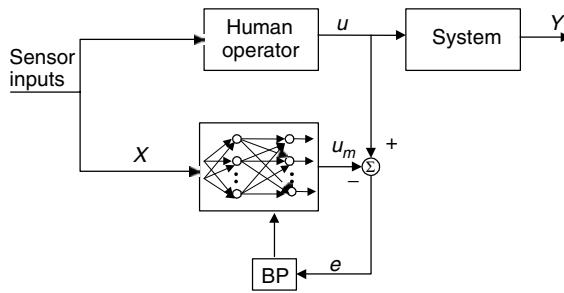 Sensor
inputs
Human
operator
u
System
Y
X
u_m
+
−
Σ
BP
e